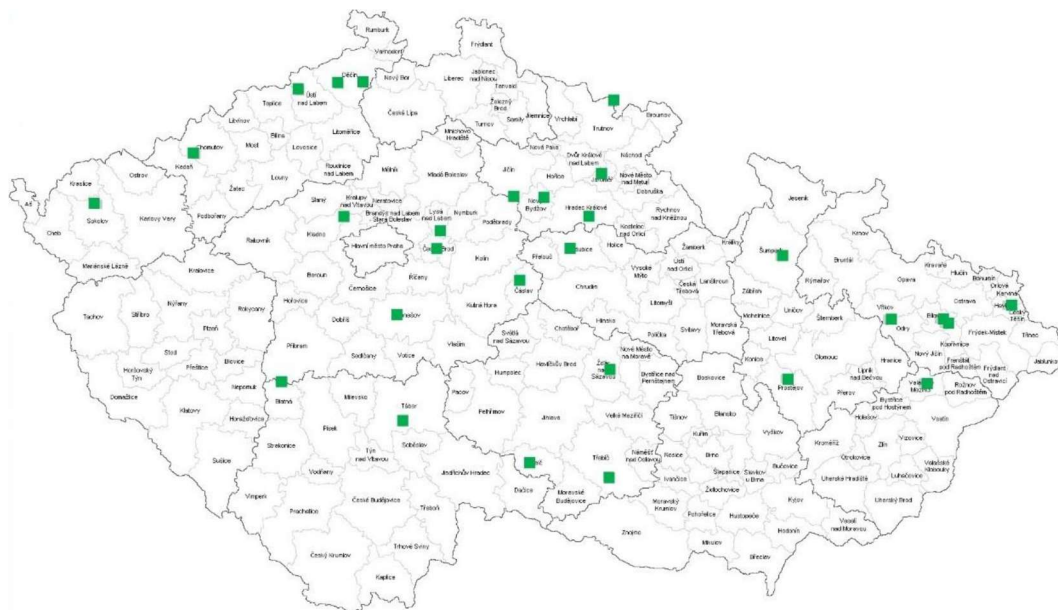 Rumburk
Varnsdorf
Frýdlant
Děčín
Nový Bor
Liberec
Jablonec
nad Nisou
Tanvald
Železný
Brod
Semily
Turnov
Jilemnice
Vrchlabí
Trutnov
Broumov
Ústí
nad Labem
Teplice
Litvínov
Bílina
Most
Litoměřice
Lovosice
Louny
Roudnice
nad Labem
Česká Lípa
Mnichovo
Hradiště
Chomutov
Kadaň
Žatec
Podbořany
Ostrov
Kraslice
Sokolov
Karlovy Vary
Aš
Cheb
Mariánské Lázně
Mělník
Mladá Boleslav
Jičín
Nová Paka
Hořice
Dvůr Králové
nad Labem
Náchod
Nové Město
nad Metují
Dobruška
Rychnov
nad Kněžnou
Hradec Králové
Kostelec
nad Orlicí
Slaný
Kralupy
nad Vltavou
Neratovice
Brandýs nad Labem
Stará Boleslav
Lysá
nad Labem
Nymburk
Poděbrady
Kladno
Rakovník
Hlavní město Praha
Beroun
Černošice
Říčany
Kolín
Kutná Hora
Čáslav
Hořovice
Dobříš
Příbram
Sedlčany
Votice
Vlašim
Přelouč
Holice
Chrudim
Vysoké
Mýto
Ústí
nad Orlicí
Česká
Třebová
Žamberk
Králíky
Lanškroun
Litomyšl
Hlinsko
Polička
Svitavy
Moravská
Třebová
Jeseník
Šumperk
Zábřeh
Mohelnice
Uničov
Šternberk
Litovel
Olomouc
Konice
Prostějov
Přerov
Lipník
nad Bečvou
Hranice
Krnov
Bruntál
Rýmařov
Opava
Kravaře
Hlučín
Bohumín
Orlová
Karviná
Ostrava
Český
Těšín
Třinec
Jablunkov
Vítkov
Odry
Kopřivnice
Nový Jičín
Frenštát
pod Radhoštěm
Frýdek-Místek
Frýdlant
nad Ostravicí
Rožnov
pod Radhoštěm
Bystřice
pod Hostýnem
Vsetín
Holešov
Kroměříž
Zlín
Vizovice
Otrokovice
Valašské
Klobouky
Luhačovice
Uherské Hradiště
Uherský Brod
Kralovice
Nýřany
Plzeň
Rokycany
Tachov
Stříbro
Stod
Blovice
Přeštice
Horšovský
Týn
Domažlice
Klatovy
Nepomuk
Horažďovice
Sušice
Blatná
Milevsko
Tábor
Písek
Strakonice
Soběslav
Týn
nad Vltavou
Vodňany
Vimperk
Prachatice
České Budějovice
Třeboň
Jindřichův Hradec
Dačice
Český Krumlov
Trhové Sviny
Kaplice
Světlá
nad Sázavou
Chotěboř
Havlíčkův Brod
Humpolec
Pacov
Pelhřimov
Jihlava
Nové Město
na Moravě
Bystřice nad
Pernštejnem
Velké Meziříčí
Třebíč
Náměšť
nad Oslavou
Moravské
Budějovice
Boskovice
Blansko
Tišnov
Kuřim
Brno
Rosice
Ivančice
Šlapanice
Slavkov
u Brna
Vyškov
Bučovice
Židlochovice
Moravský
Krumlov
Pohořelice
Hustopeče
Kyjov
Hodonín
Veselí
nad Moravou
Znojmo
Mikulov
Břeclav